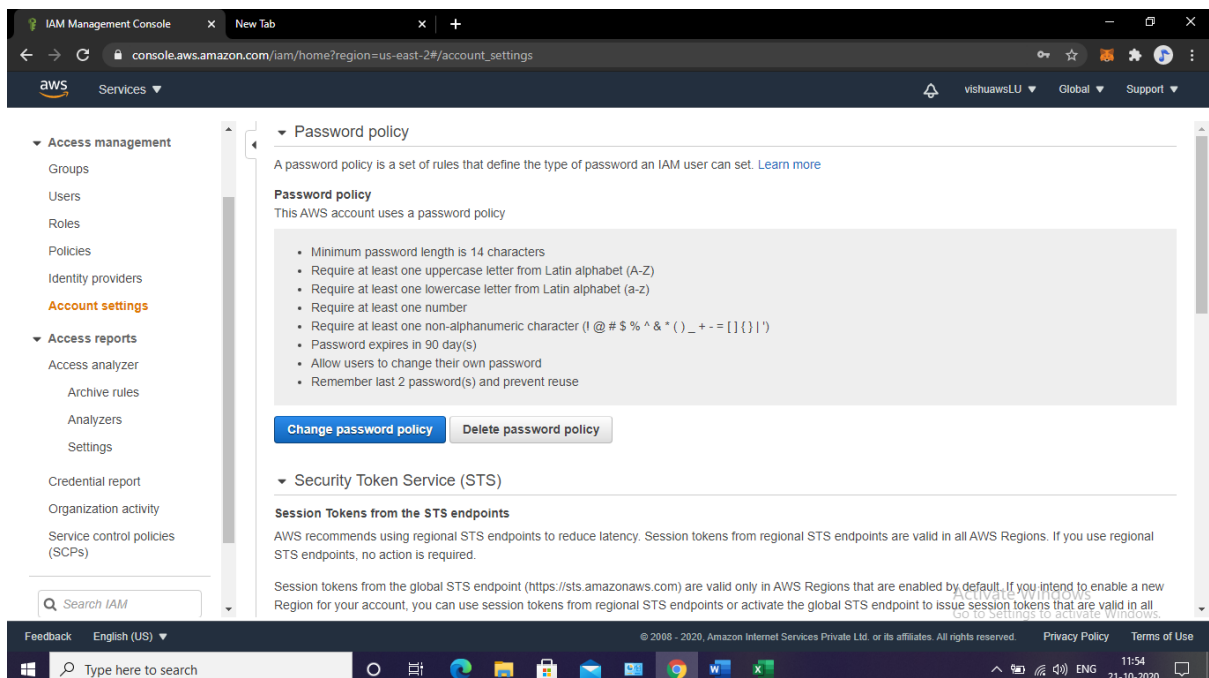 IAM Management Console
New Tab
console.aws.amazon.com/iam/home?region=us-east-2#/account_settings
aws Services vishuawsLU Global Support
Access management
Groups
Users
Roles
Policies
Identity providers
Account settings
Access reports
Access analyzer
Archive rules
Analyzers
Settings
Credential report
Organization activity
Service control policies
(SCPs)
Search IAM
Password policy
A password policy is a set of rules that define the type of password an IAM user can set. Learn more
Password policy
This AWS account uses a password policy
• Minimum password length is 14 characters
• Require at least one uppercase letter from Latin alphabet (A-Z)
• Require at least one lowercase letter from Latin alphabet (a-z)
• Require at least one number
• Require at least one non-alphanumeric character (! @ # $ % ^ & * ( ) _ + - = [ ] { } | ')
• Password expires in 90 day(s)
• Allow users to change their own password
• Remember last 2 password(s) and prevent reuse
Change password policy Delete password policy
Security Token Service (STS)
Session Tokens from the STS endpoints
AWS recommends using regional STS endpoints to reduce latency. Session tokens from regional STS endpoints are valid in all AWS Regions. If you use regional
STS endpoints, no action is required.
Session tokens from the global STS endpoint (https://sts.amazonaws.com) are valid only in AWS Regions that are enabled by default. If you intend to enable a new
Region for your account, you can use session tokens from regional STS endpoints or activate the global STS endpoint to issue session tokens that are valid in all
Activate Windows
Go to Settings to activate Windows.
Feedback English (US) © 2008 - 2020, Amazon Internet Services Private Ltd. or its affiliates. All rights reserved. Privacy Policy Terms of Use
Type here to search
ENG
11:54
21-10-2020